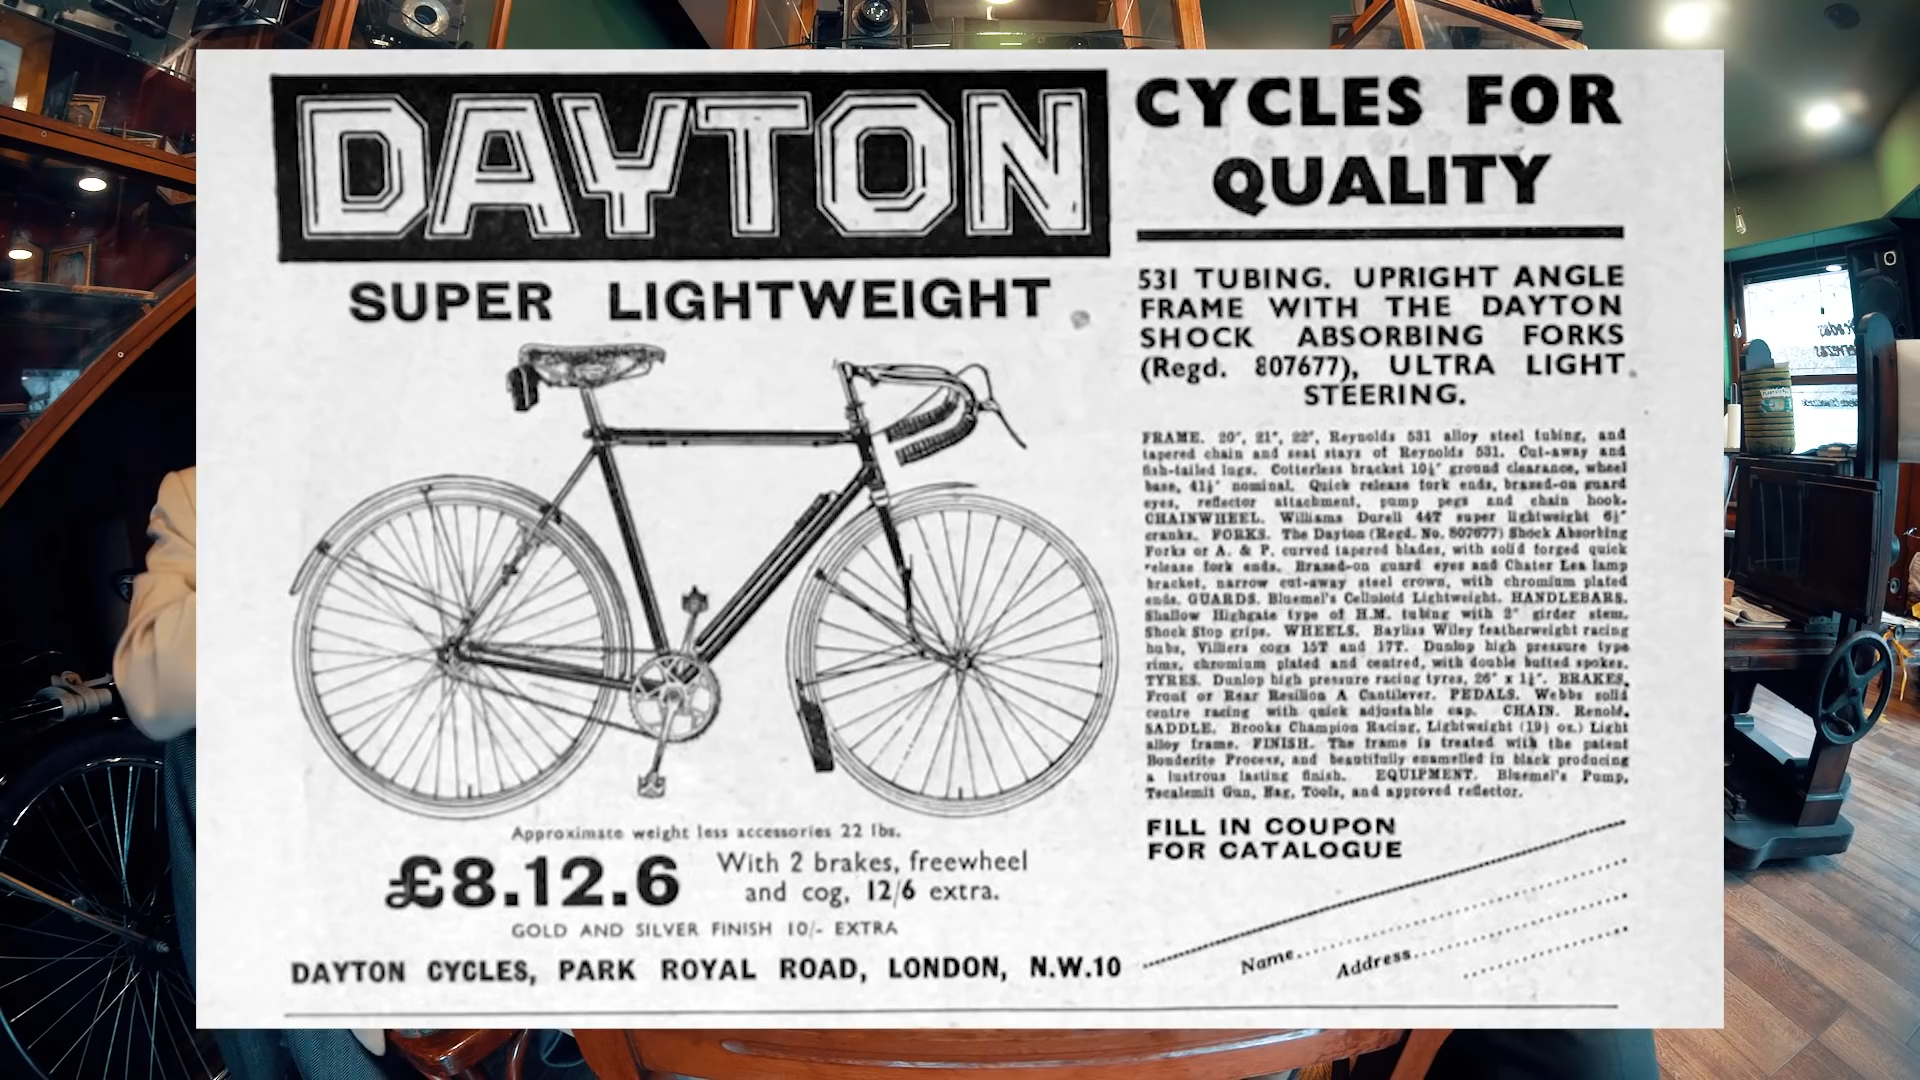 DAYTON
SUPER LIGHTWEIGHT
Approximate weight less accessories 22 lbs.
£8.12.6
With 2 brakes, freewheel
and cog, 12/6 extra.
GOLD AND SILVER FINISH 10/- EXTRA
DAYTON CYCLES, PARK ROYAL ROAD, LONDON, N.W.10
CYCLES FOR
QUALITY
531 TUBING. UPRIGHT ANGLE
FRAME WITH THE DAYTON
SHOCK ABSORBING FORKS
(Regd. 807677), ULTRA LIGHT
STEERING.
FRAME. 20", 21", 22", Reynolds 531 alloy steel tubing, and
tapered chain and seat stays of Reynolds 531. Cut-away and
fish-tailed lugs. Cotterless bracket 10¼" ground clearance, wheel
base, 41½" nominal. Quick release fork ends, brazed-on guard
eyes, reflector attachment, pump pegs and chain hook.
CHAINWHEEL. Williams Durell 44T super lightweight 6½"
cranks. FORKS. The Dayton (Regd. No. 807677) Shock Absorbing
Forks or A. & P. curved tapered blades, with solid forged quick
release fork ends. Brazed-on guard eyes and Chater Lea lamp
bracket, narrow cut-away steel crown, with chromium plated
ends. GUARDS. Bluemel's Celluloid Lightweight. HANDLEBARS.
Shallow Highgate type of H.M. tubing with 2" girder stem.
Shock Stop grips. WHEELS. Bayliss Wiley featherweight racing
hubs, Villiers cogs 15T and 17T. Dunlop high pressure type
rims, chromium plated and centred, with double butted spokes.
TYRES. Dunlop high pressure racing tyres, 26" x 1¼". BRAKES.
Front or Rear Resilion A Cantilever. PEDALS. Webbs solid
centre racing with quick adjustable cap. CHAIN. Renold.
SADDLE. Brooks Champion Racing, Lightweight (19½ oz.) Light
alloy frame. FINISH. The frame is treated with the patent
Bonderite Process, and beautifully enamelled in black producing
a lustrous lasting finish. EQUIPMENT. Bluemel's Pump,
Tecalemit Gun, Bag, Tools, and approved reflector.
FILL IN COUPON
FOR CATALOGUE
Name
Address